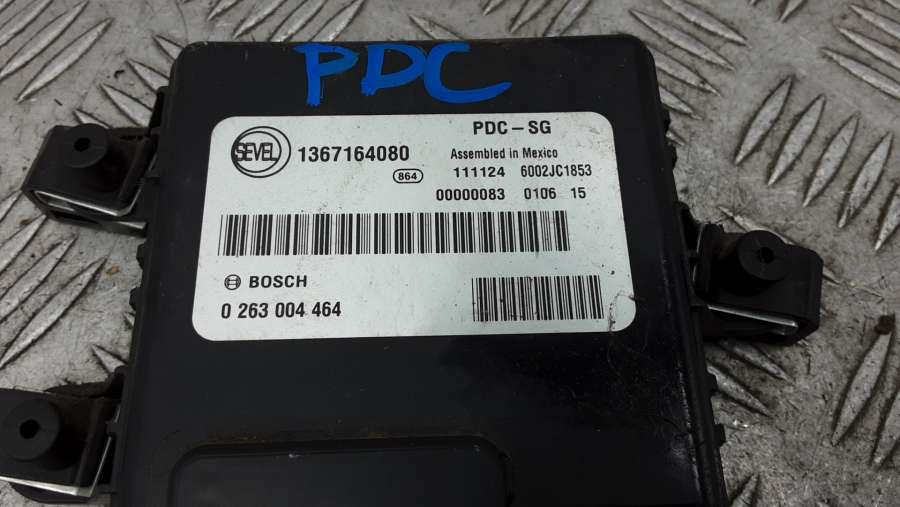 PDC
SEVEL 1367164080
864
PDC-SG
Assembled in Mexico
111124 6002JC1853
00000083 0106 15
BOSCH
0 263 004 464